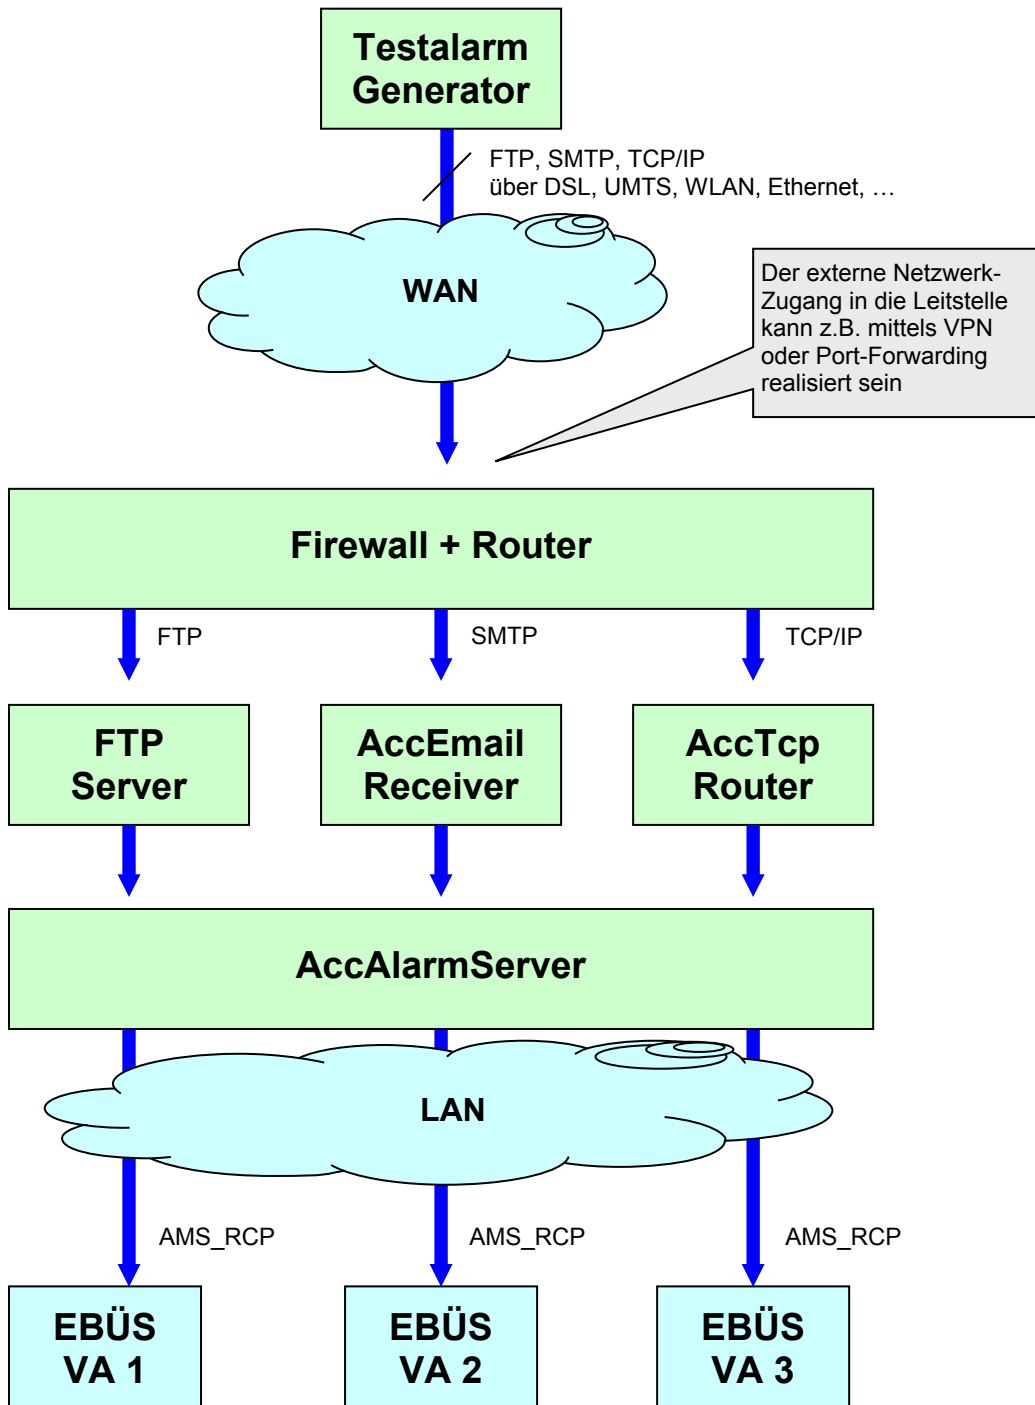 Testalarm
Generator
FTP, SMTP, TCP/IP
über DSL, UMTS, WLAN, Ethernet, …
WAN
Der externe Netzwerk-
Zugang in die Leitstelle
kann z.B. mittels VPN
oder Port-Forwarding
realisiert sein
Firewall + Router
FTP
SMTP
TCP/IP
FTP
Server
AccEmail
Receiver
AccTcp
Router
AccAlarmServer
LAN
AMS_RCP
AMS_RCP
AMS_RCP
EBÜS
VA 1
EBÜS
VA 2
EBÜS
VA 3